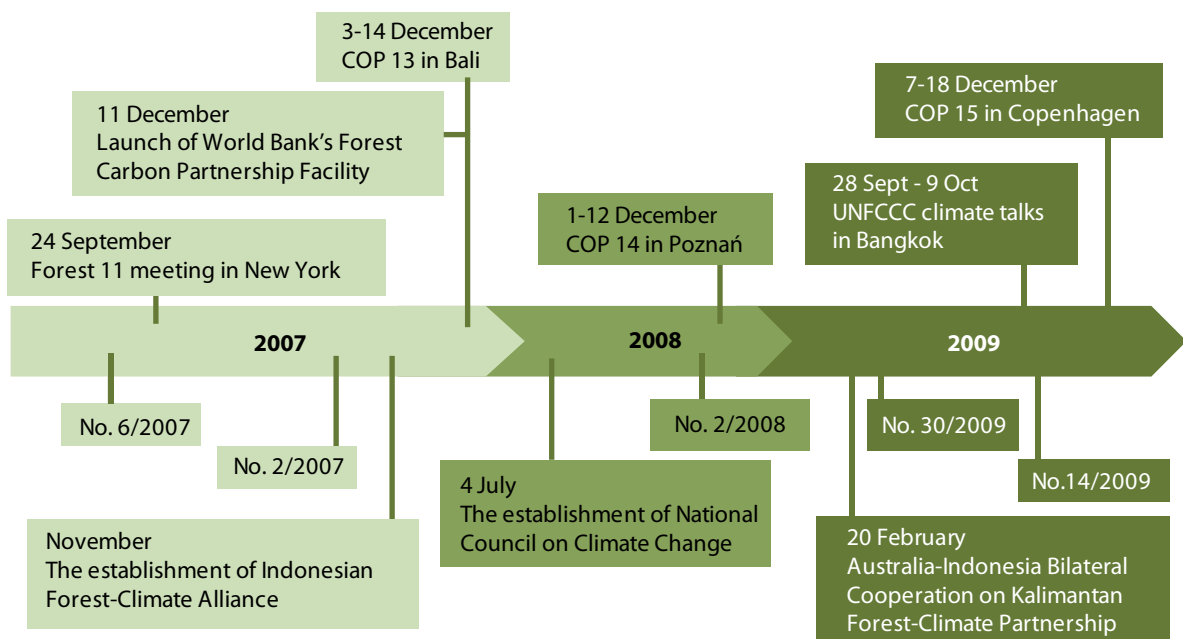 3-14 December
COP 13 in Bali
7-18 December
COP 15 in Copenhagen
11 December
Launch of World Bank’s Forest
Carbon Partnership Facility
28 Sept - 9 Oct
UNFCCC climate talks
in Bangkok
1-12 December
COP 14 in Poznań
24 September
Forest 11 meeting in New York
2007
2008
2009
No. 6/2007
No. 2/2007
No. 2/2008
No. 30/2009
No.14/2009
November
The establishment of Indonesian
Forest-Climate Alliance
4 July
The establishment of National
Council on Climate Change
20 February
Australia-Indonesia Bilateral
Cooperation on Kalimantan
Forest-Climate Partnership